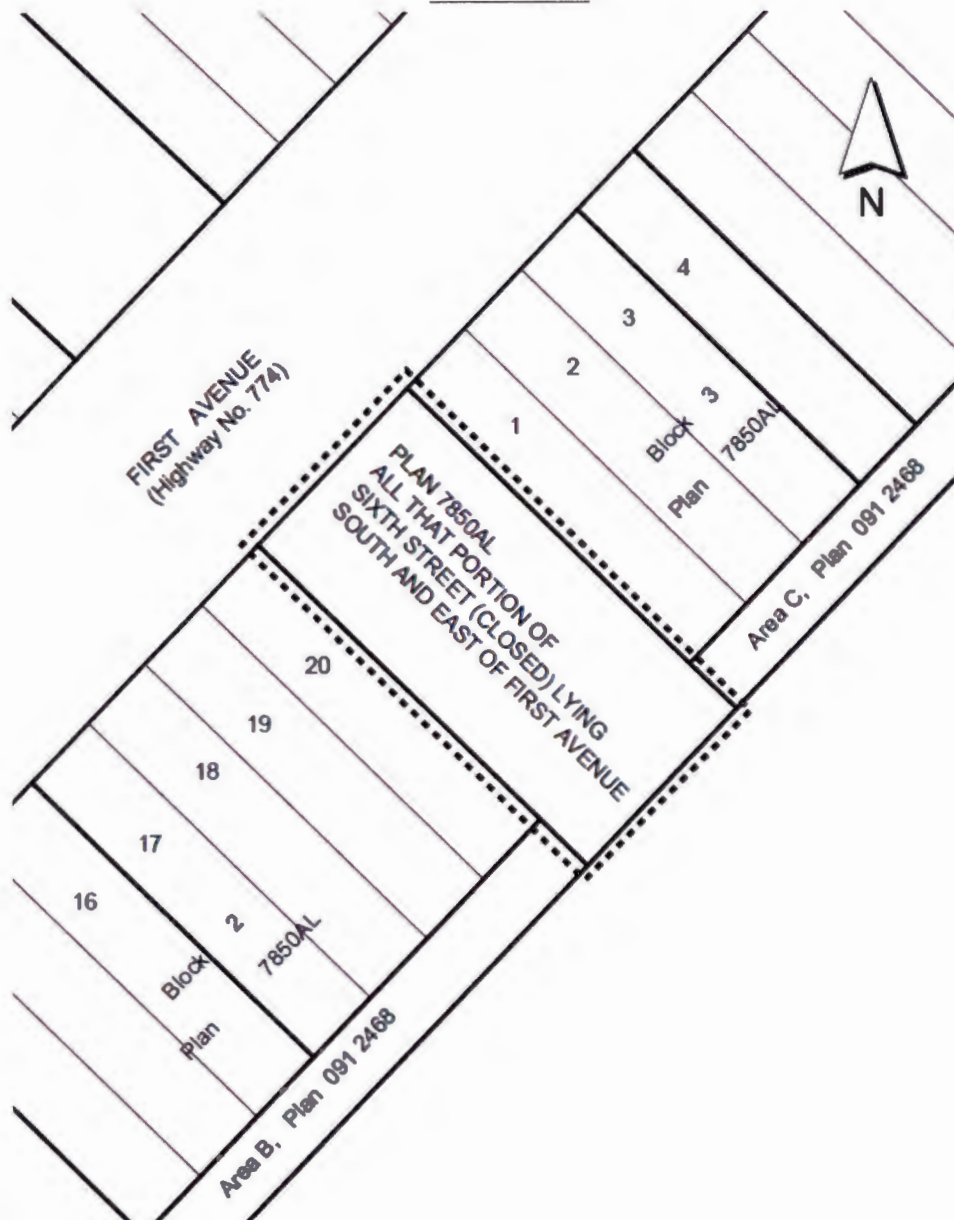 N
FIRST AVENUE
(Highway No. 774)
4
3
2
1
Block 3
Plan 7850AL
Area C, Plan 091 2468
PLAN 7850AL
ALL THAT PORTION OF
SIXTH STREET (CLOSED) LYING
SOUTH AND EAST OF FIRST AVENUE
20
19
18
17
16
Block 2
Plan 7850AL
Area B, Plan 091 2468